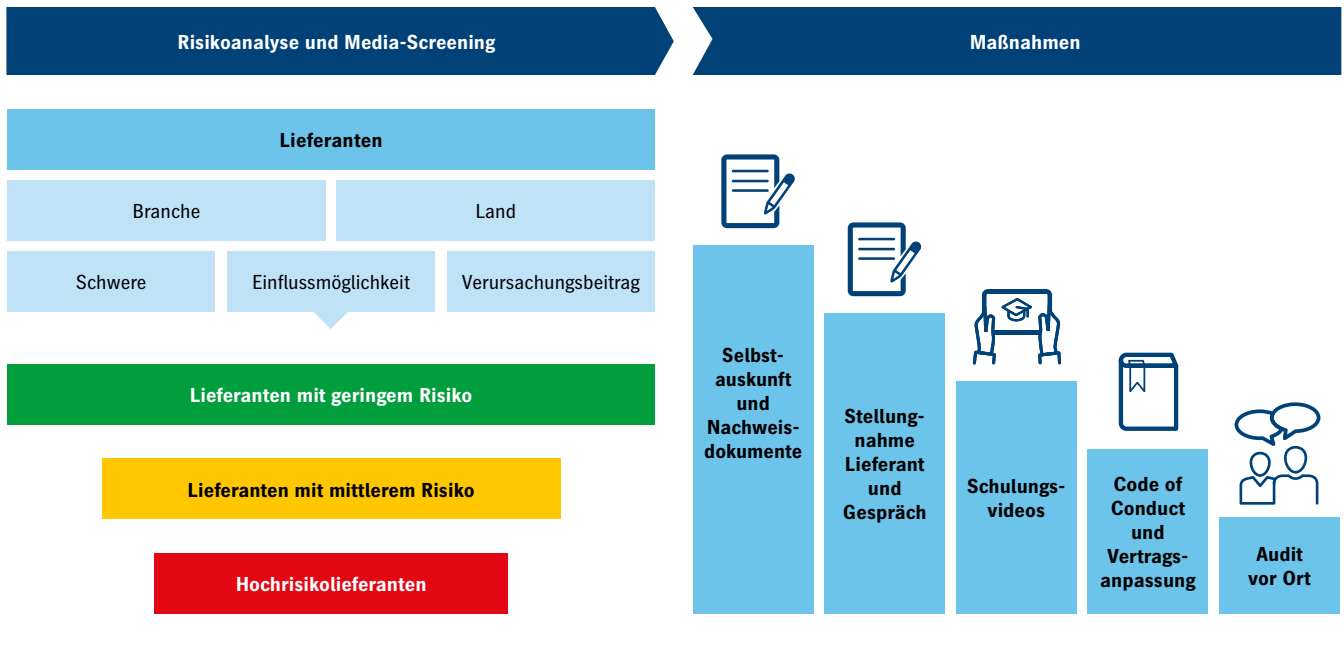 Risikoanalyse und Media-Screening
Maßnahmen
Lieferanten
Branche
Land
Schwere
Einflussmöglichkeit
Verursachungsbeitrag
Lieferanten mit geringem Risiko
Lieferanten mit mittlerem Risiko
Hochrisikolieferanten
Selbst-
auskunft
und
Nachweis-
dokumente
Stellung-
nahme
Lieferant
und
Gespräch
Schulungs-
videos
Code of
Conduct
und
Vertrags-
anpassung
Audit
vor Ort